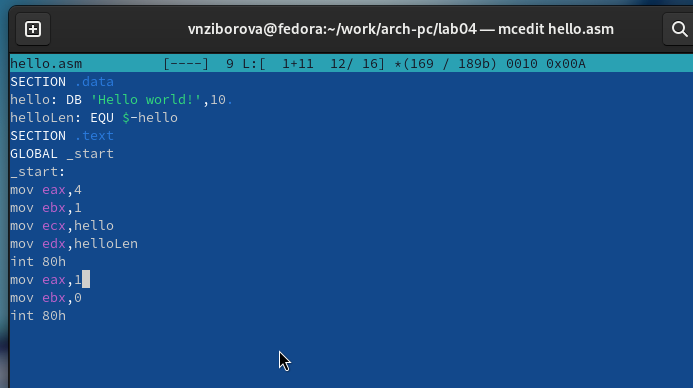 vnziborova@fedora:~/work/arch-pc/lab04 — mcedit hello.asm
hello.asm          [----]  9 L:[  1+11  12/ 16] *(169 / 189b) 0010 0x00A
SECTION .data
hello: DB 'Hello world!',10.
helloLen: EQU $-hello
SECTION .text
GLOBAL _start
_start:
mov eax,4
mov ebx,1
mov ecx,hello
mov edx,helloLen
int 80h
mov eax,1
mov ebx,0
int 80h